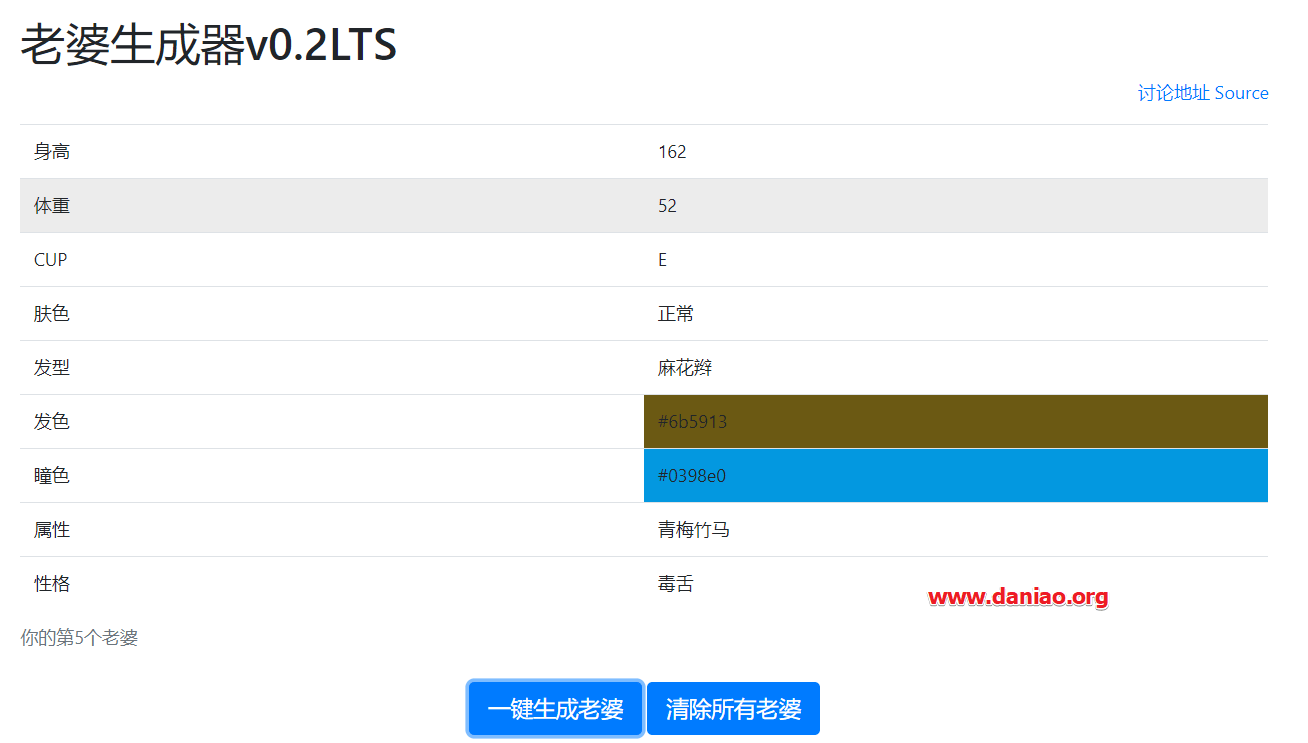 老婆生成器v0.2LTS
讨论地址 Source
身高 162
体重 52
CUP E
肤色 正常
发型 麻花辫
发色 #6b5913
瞳色 #0398e0
属性 青梅竹马
性格 毒舌
www.daniao.org
你的第5个老婆
一键生成老婆 清除所有老婆